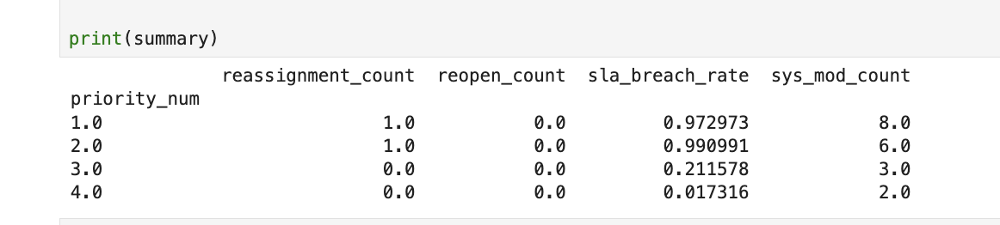 print(summary)
reassignment_count reopen_count sla_breach_rate sys_mod_count
priority_num
1.0 1.0 0.0 0.972973 8.0
2.0 1.0 0.0 0.990991 6.0
3.0 0.0 0.0 0.211578 3.0
4.0 0.0 0.0 0.017316 2.0